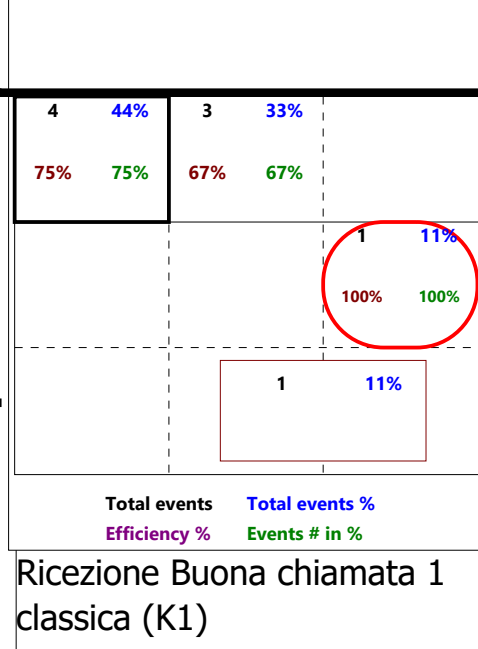 4 44% 3 33%
75% 75% 67% 67%
1 11%
100% 100%
1 11%
Total events Total events %
Efficiency % Events # in %
Ricezione Buona chiamata 1
classica (K1)